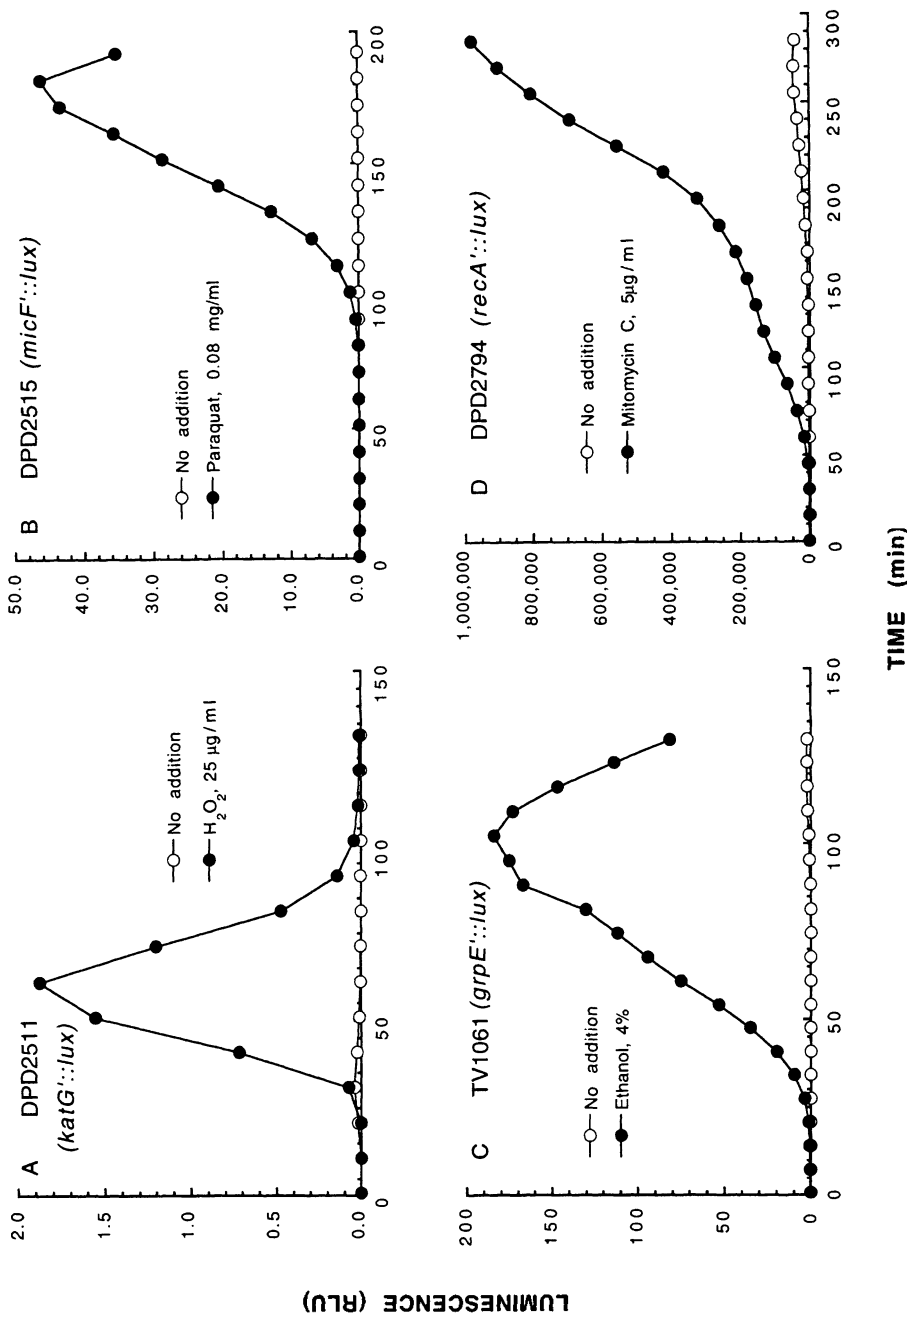 A DPD2511
(katG'::lux)
No addition
H2O2, 25 µg/ml
2.0
1.5
1.0
0.5
0.0
0
50
100
150
B DPD2515 (micF'::lux)
No addition
Paraquat, 0.08 mg/ml
50.0
40.0
30.0
20.0
10.0
0.0
0
50
100
150
200
C TV1061 (grpE'::lux)
No addition
Ethanol, 4%
200
150
100
50
0
0
50
100
150
D DPD2794 (recA'::lux)
No addition
Mitomycin C, 5µg/ml
1,000,000
800,000
600,000
400,000
200,000
0
0
50
100
150
200
250
300
LUMINESCENCE (RLU)
TIME (min)